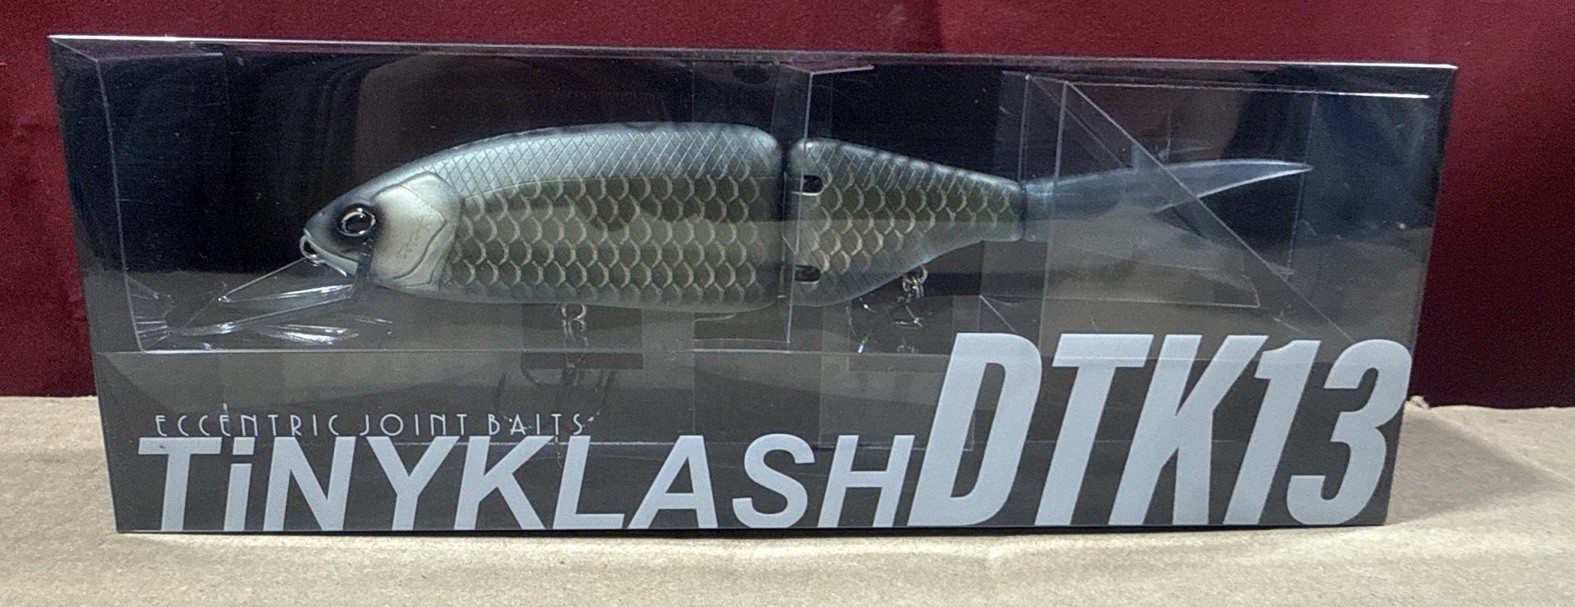 ECCENTRIC JOINT BAITS
TiNYKLASH DTK13